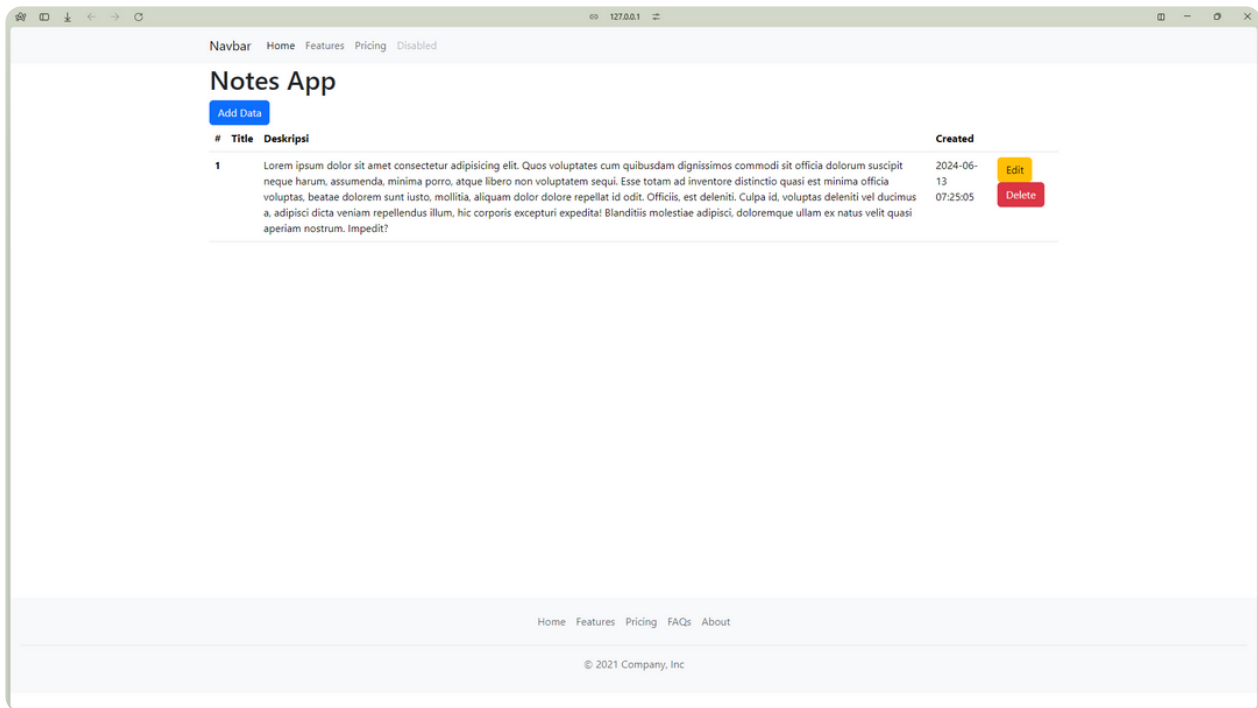 127.0.0.1
Navbar Home Features Pricing Disabled
Notes App
Add Data
# Title Deskripsi Created
1 Lorem ipsum dolor sit amet consectetur adipisicing elit. Quos voluptates cum quibusdam dignissimos commodi sit officia dolorum suscipit
neque harum, assumenda, minima porro, atque libero non voluptatem sequi. Esse totam ad inventore distinctio quasi est minima officia
voluptas, beatae dolorem sunt iusto, mollitia, aliquam dolor dolore repellat id odit. Officiis, est deleniti. Culpa id, voluptas deleniti vel ducimus
a, adipisci dicta veniam repellendus illum, hic corporis excepturi expedita! Blanditiis molestiae adipisci, doloremque ullam ex natus velit quasi
aperiam nostrum. Impedit?
2024-06-
13
07:25:05
Edit
Delete
Home Features Pricing FAQs About
© 2021 Company, Inc